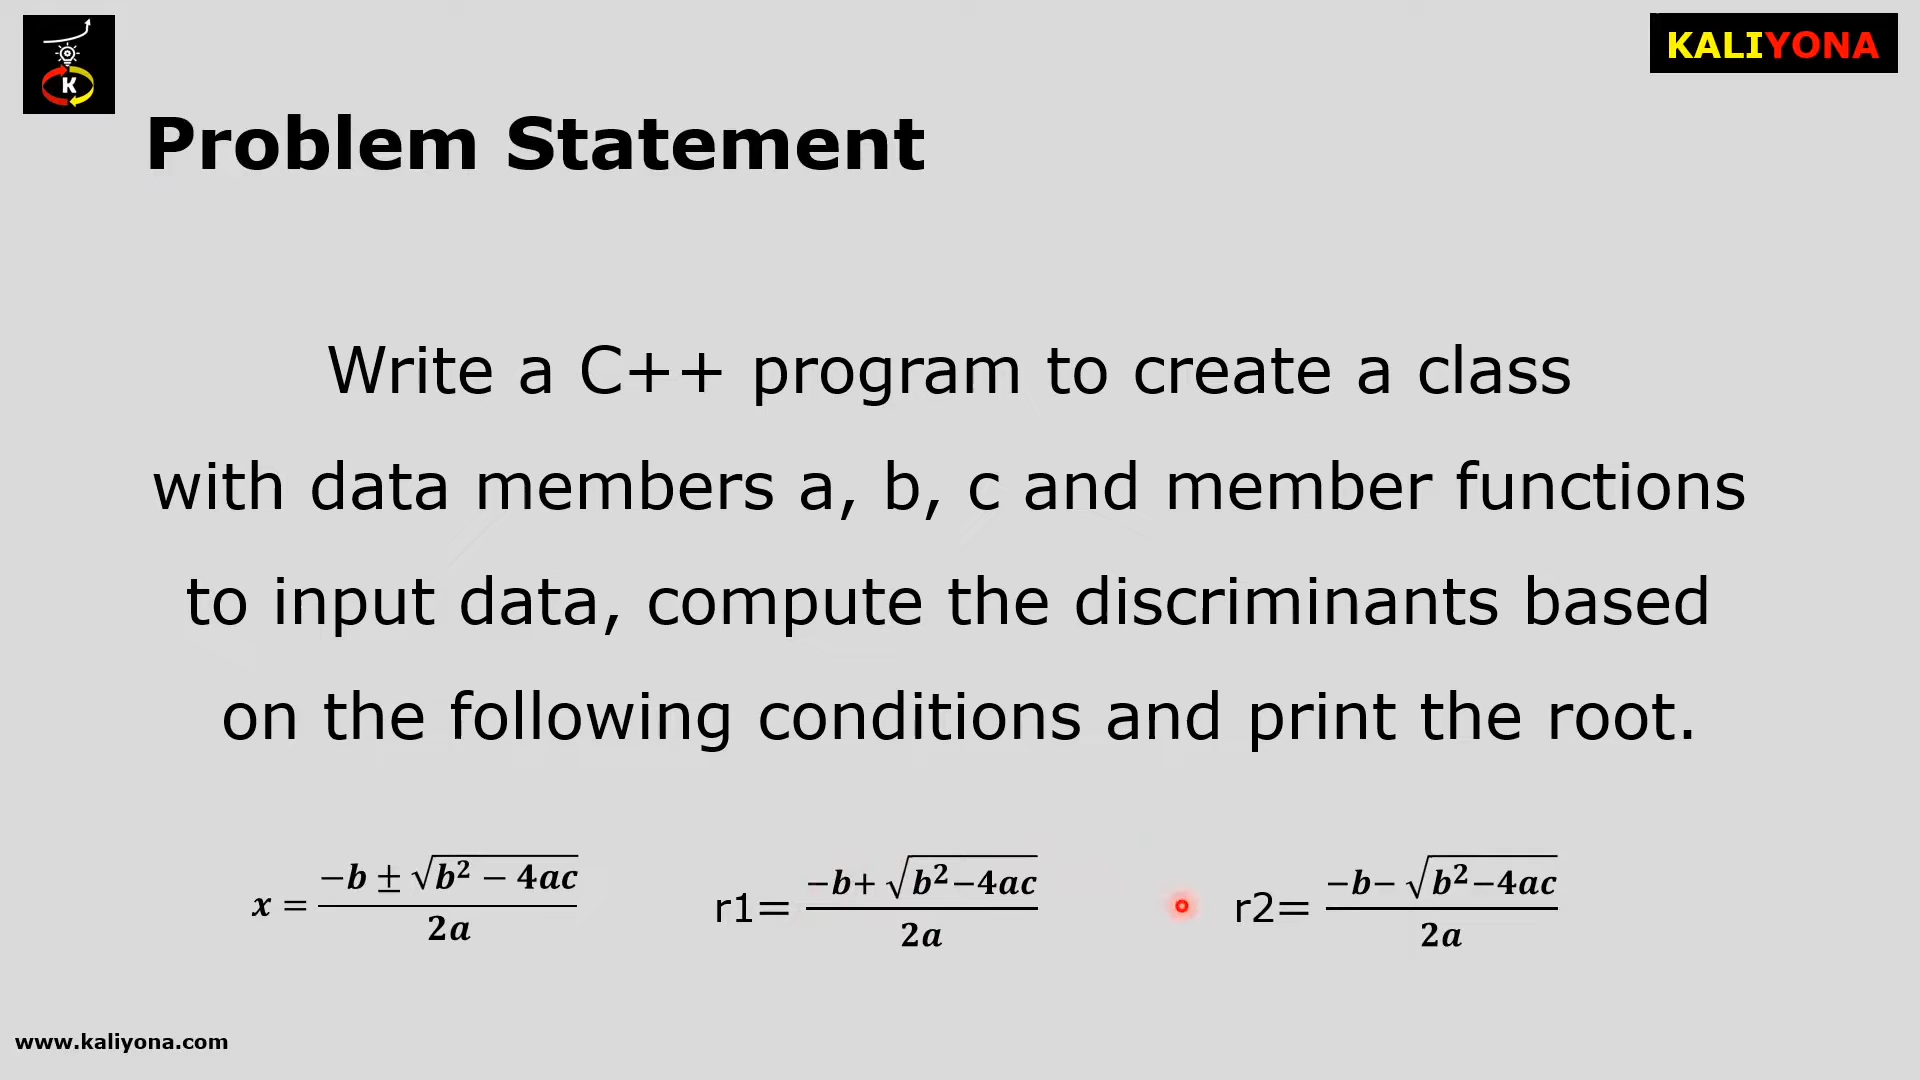 K
KALIYONA
Problem Statement
Write a C++ program to create a class
with data members a, b, c and member functions
to input data, compute the discriminants based
on the following conditions and print the root.
x = (−b ± √(b² − 4ac)) / 2a
r1= (−b+ √(b²−4ac)) / 2a
r2= (−b− √(b²−4ac)) / 2a
www.kaliyona.com